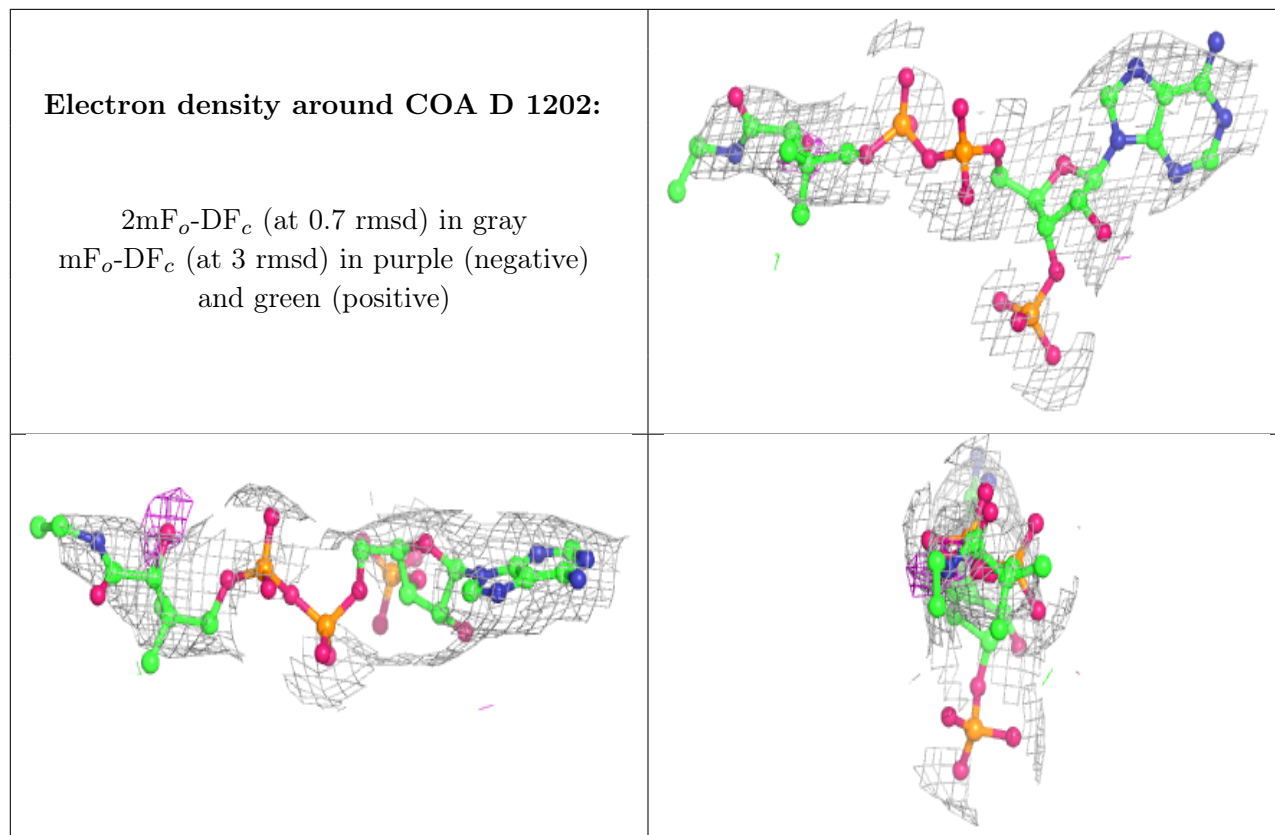 Electron density around COA D 1202:
2mFₒ-DF𝒸 (at 0.7 rmsd) in gray
mFₒ-DF𝒸 (at 3 rmsd) in purple (negative)
and green (positive)